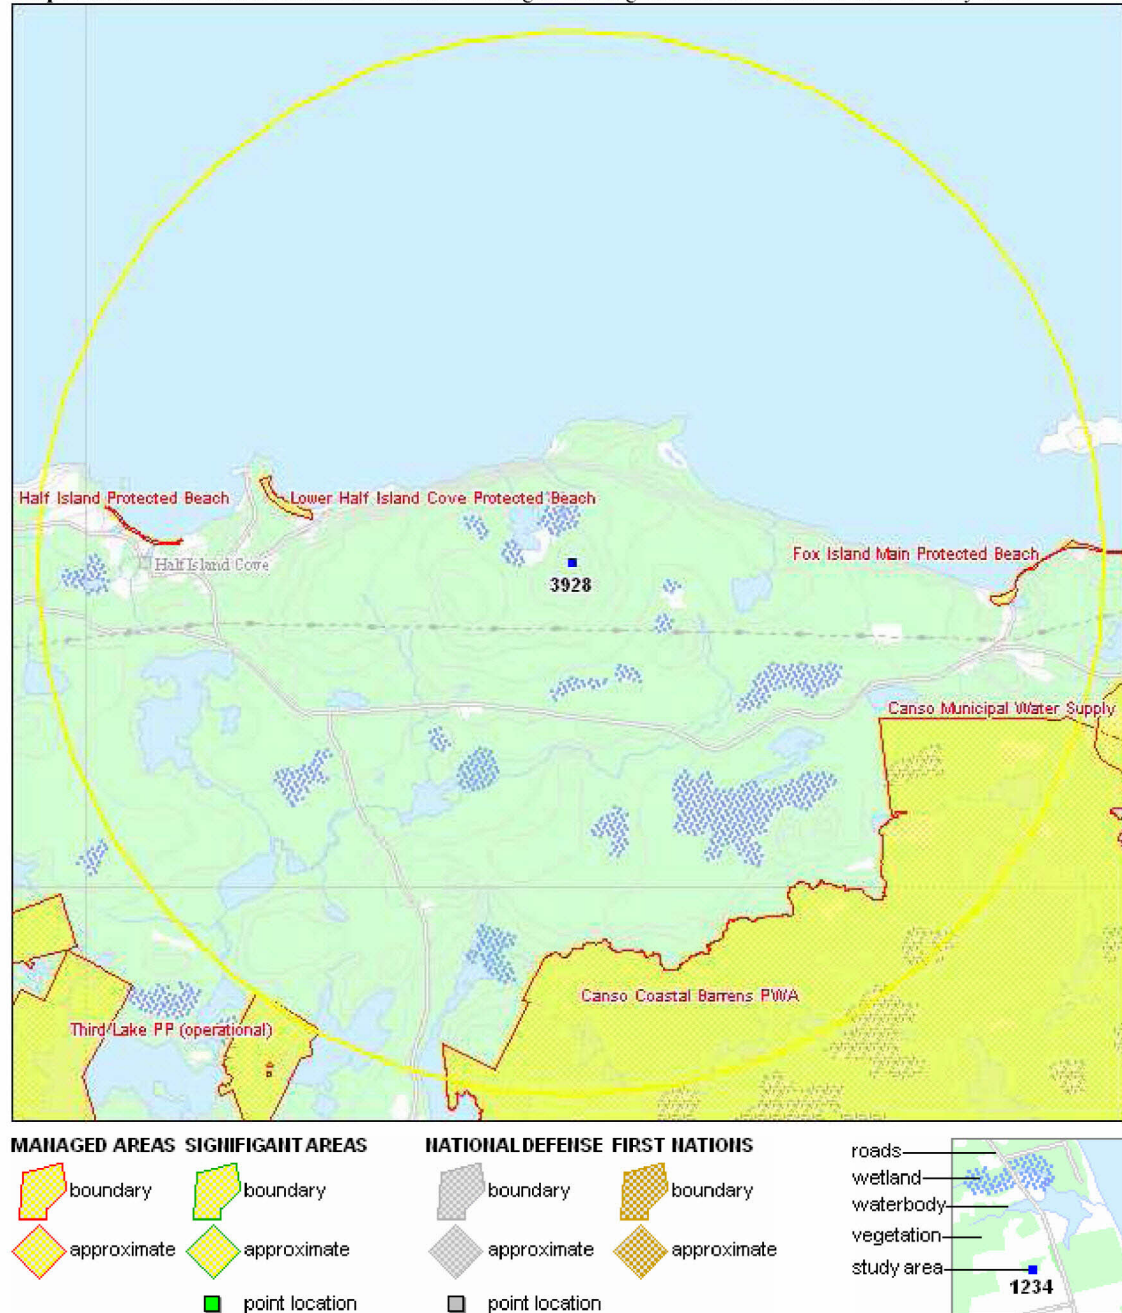 Half Island Protected Beach
Lower Half Island Cove Protected Beach
Half Island Cove
Fox Island Main Protected Beach
3928
Canso Municipal Water Supply
Canso Coastal Barrens PWA
Third Lake PP (operational)
MANAGED AREAS SIGNIFIGANT AREAS NATIONAL DEFENSE FIRST NATIONS
boundary boundary boundary boundary
approximate approximate approximate approximate
point location point location
roads
wetland
waterbody
vegetation
study area
1234